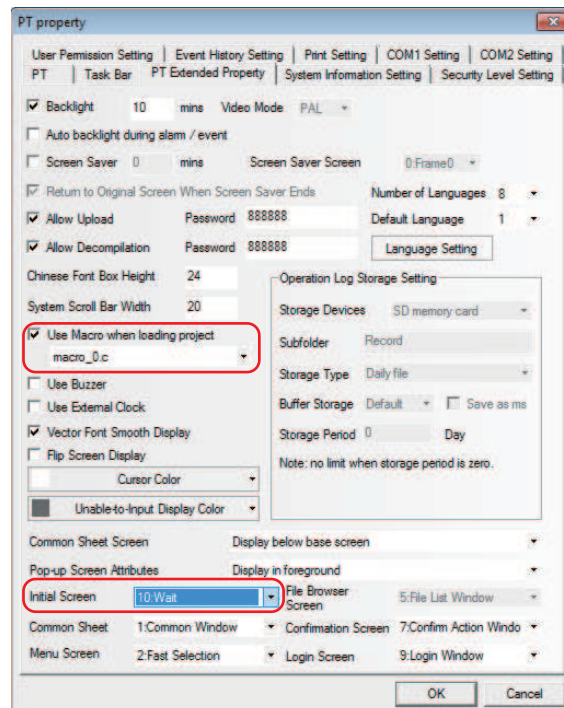 PT property
User Permission Setting Event History Setting Print Setting COM1 Setting COM2 Setting
PT Task Bar PT Extended Property System Information Setting Security Level Setting
Backlight 10 mins Video Mode PAL
Auto backlight during alarm / event
Screen Saver 0 mins Screen Saver Screen 0:Frame0
Return to Original Screen When Screen Saver Ends Number of Languages 8
Allow Upload Password 888888 Default Language 1
Allow Decompilation Password 888888 Language Setting
Chinese Font Box Height 24 Operation Log Storage Setting
System Scroll Bar Width 20 Storage Devices SD memory card
Use Macro when loading project Subfolder Record
macro_0.c
Storage Type Daily file
Use Buzzer
Use External Clock Buffer Storage Default Save as ms
Vector Font Smooth Display Storage Period 0 Day
Flip Screen Display Note: no limit when storage period is zero.
Cursor Color
Unable-to-Input Display Color
Common Sheet Screen Display below base screen
Pop-up Screen Attributes Display in foreground
Initial Screen 10:Wait File Browser Screen 5:File List Window
Common Sheet 1:Common Window Confirmation Screen 7:Confirm Action Windo
Menu Screen 2:Fast Selection Login Screen 9:Login Window
OK Cancel